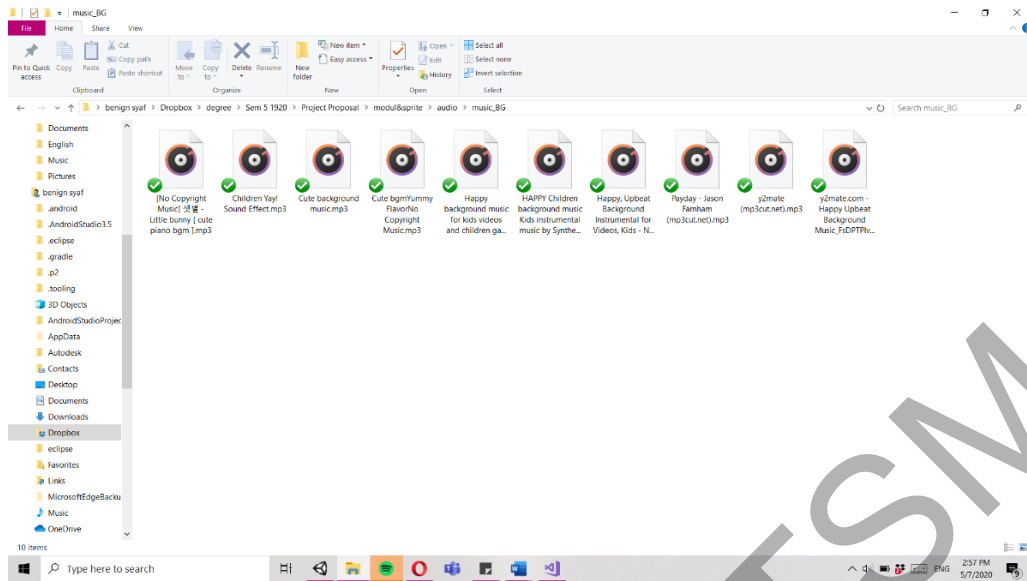 music_BG
File Home Share View
Pin to Quick access
Copy
Paste
Cut
Copy path
Paste shortcut
Clipboard
Move to
Copy to
Delete
Rename
Organize
New folder
New item
Easy access
New
Properties
Open
Edit
History
Open
Select all
Select none
Invert selection
Select
benign syaf > Dropbox > degree > Sem 5 1920 > Project Proposal > modul&sprite > audio > music_BG
Search music_BG
Documents
English
Music
Pictures
benign syaf
.android
.AndroidStudio3.5
.eclipse
.gradle
.p2
.tooling
3D Objects
AndroidStudioProjec
AppData
Autodesk
Contacts
Desktop
Documents
Downloads
Dropbox
eclipse
Favorites
Links
MicrosoftEdgeBacku
Music
OneDrive
[No Copyright
Music] 샛별 -
Little bunny [ cute
piano bgm ].mp3
Children Yay!
Sound Effect.mp3
Cute background
music.mp3
Cute bgmYummy
FlavorNo
Copyright
Music.mp3
Happy
background music
for kids videos
and children ga...
HAPPY Children
background music
Kids instrumental
music by Synthe...
Happy, Upbeat
Background
Instrumental for
Videos, Kids - N...
Payday - Jason
Farnham
(mp3cut.net).mp3
y2mate
(mp3cut.net).mp3
y2mate.com -
Happy Upbeat
Background
Music_FsDPTPlv...
10 items
Type here to search
ENG
2:57 PM
5/7/2020
TSM